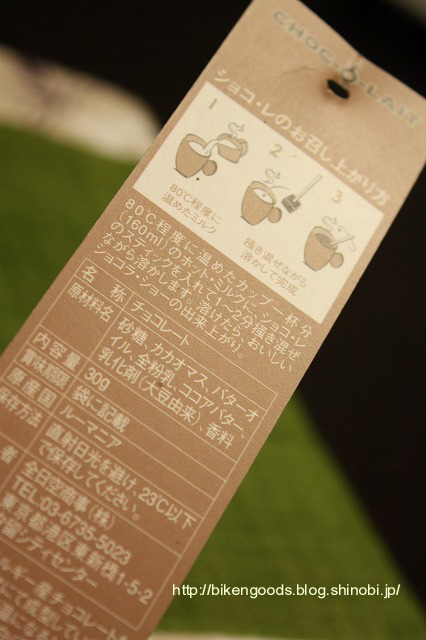 CHOC-O-LAIT
ショコ・レのお召し上がり方
1
2
3
80℃程度に
温めたミルク
掻き混ぜながら
溶かして完成
80℃程度に温めたカップ一杯分
(160ml)のホットミルクに、ショコ・レ
のスティックを入れて1〜2分掻き混ぜ
ながら溶かします。溶けたら、おいしい
ショコラ・ショーの出来上がり。
名 称 チョコレート
原材料名 砂糖、カカオマス、バターオ
イル、全粉乳、ココアバター、
乳化剤(大豆由来)、香料
内容量 30g
賞味期限 袋に記載
原産国 ルーマニア
保存方法 直射日光を避け、23℃以下
で保存してください。
者 全日空商事(株)
TEL.03-6735-5023
東京都港区東新橋1-5-2
シティセンター
http://bikengoods.blog.shinobi.jp/